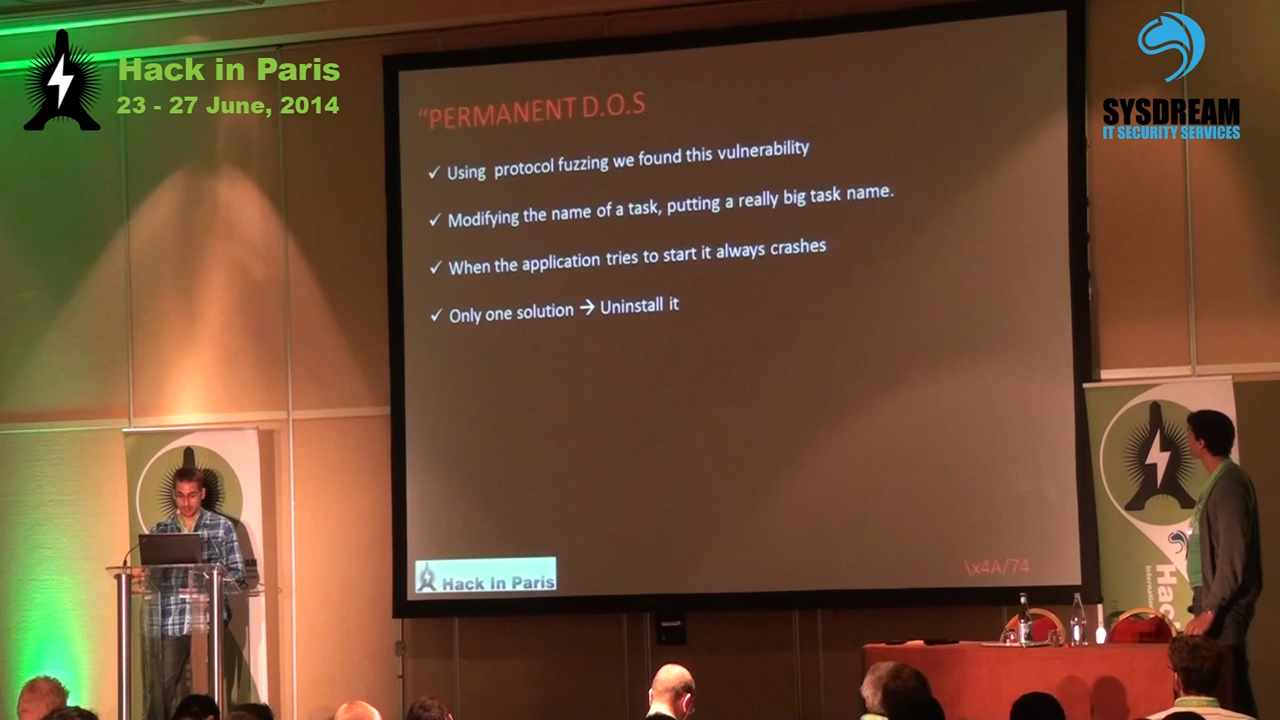 Hack in Paris
23 - 27 June, 2014
SYSDREAM
IT SECURITY SERVICES
“PERMANENT D.O.S
✓ Using protocol fuzzing we found this vulnerability
✓ Modifying the name of a task, putting a really big task name.
✓ When the application tries to start it always crashes
✓ Only one solution → Uninstall it
Hack In Paris
\x4A/74
Hac